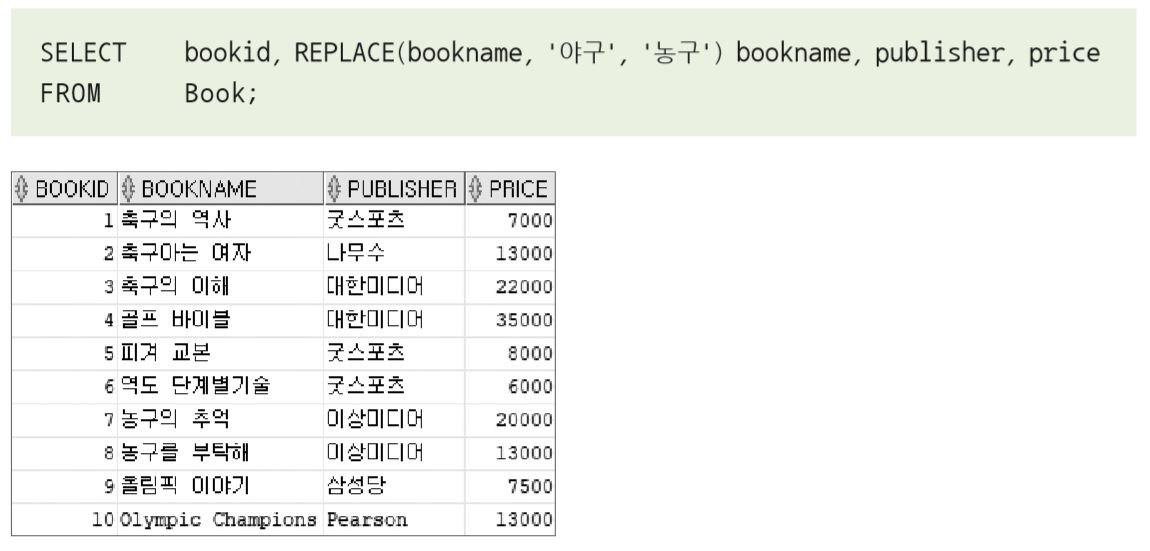 SELECT bookid, REPLACE(bookname, '야구', '농구') bookname, publisher, price
FROM Book;
BOOKID BOOKNAME PUBLISHER PRICE
1 축구의 역사 굿스포츠 7000
2 축구아는 여자 나무수 13000
3 축구의 이해 대한미디어 22000
4 골프 바이블 대한미디어 35000
5 피겨 교본 굿스포츠 8000
6 역도 단계별기술 굿스포츠 6000
7 농구의 추억 이상미디어 20000
8 농구를 부탁해 이상미디어 13000
9 올림픽 이야기 삼성당 7500
10 Olympic Champions Pearson 13000